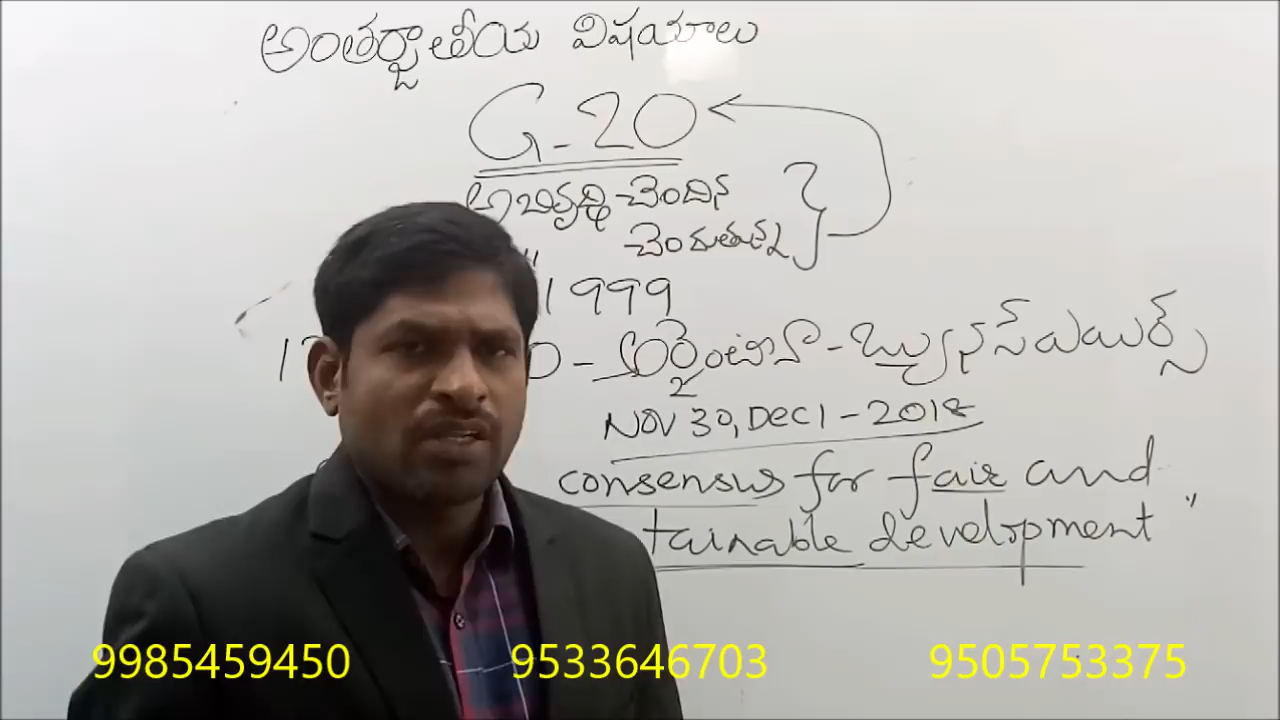 అంతర్జాతీయ విషయాలు
G-20
అభివృద్ధి చెందిన
" చెందుతున్న
1999
0 - అర్జెంటినా - బ్యునస్ఎయిర్స్
NOV 30, DEC 1 - 2018
consensus for fair and
tainable development "
9985459450 9533646703 9505753375